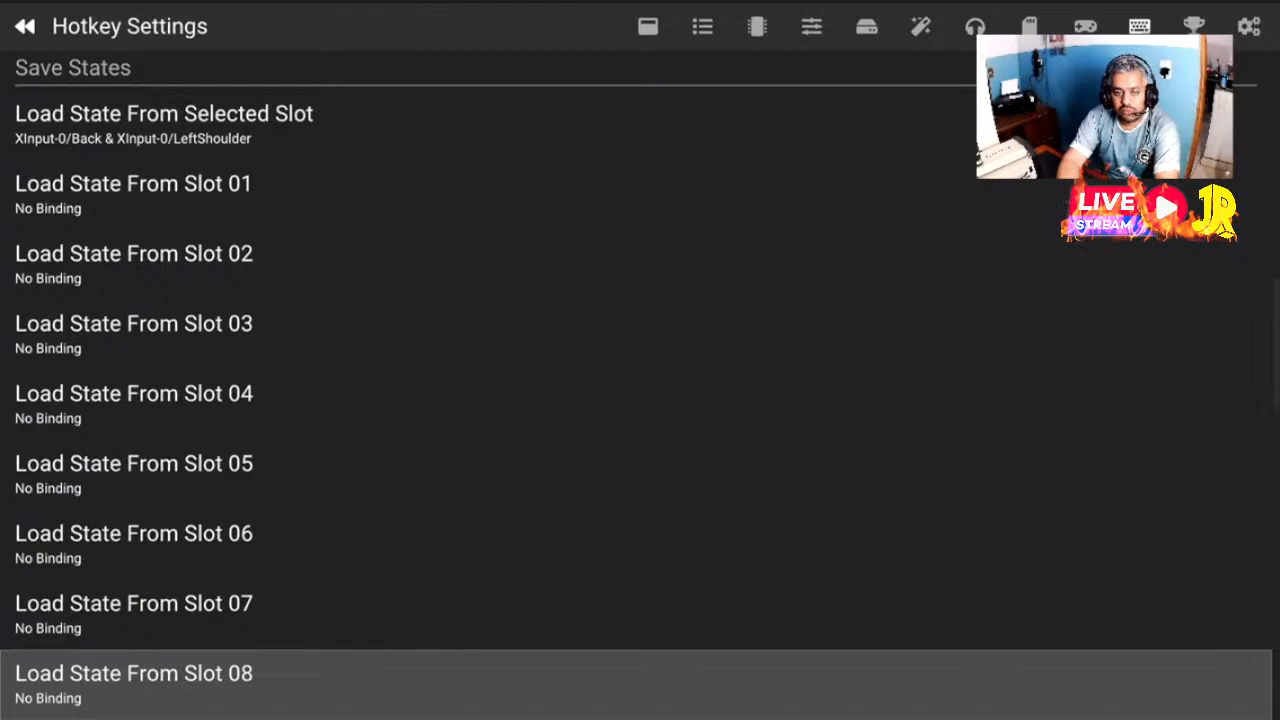 Hotkey Settings
Save States
Load State From Selected Slot
XInput-0/Back & XInput-0/LeftShoulder
Load State From Slot 01
No Binding
Load State From Slot 02
No Binding
Load State From Slot 03
No Binding
Load State From Slot 04
No Binding
Load State From Slot 05
No Binding
Load State From Slot 06
No Binding
Load State From Slot 07
No Binding
Load State From Slot 08
No Binding
LIVE
STREAM
JR